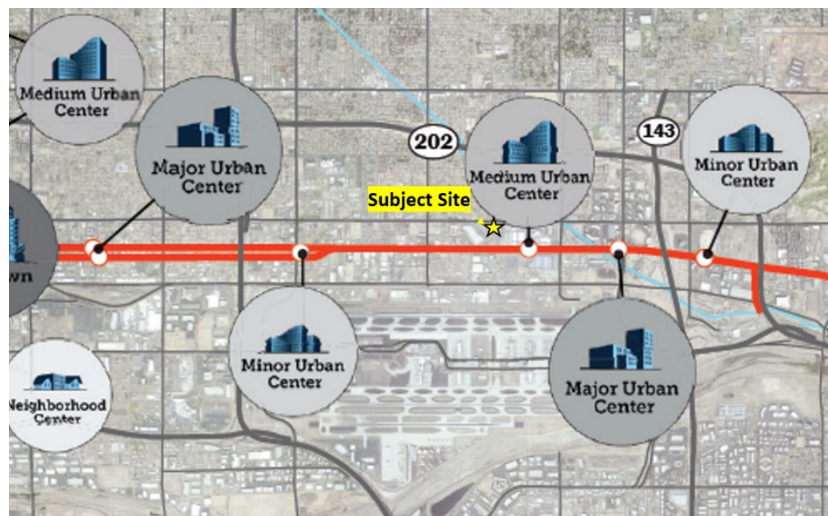 Medium Urban
Center
Major Urban
Center
202
Medium Urban
Center
143
Minor Urban
Center
Subject Site
wn
Minor Urban
Center
Major Urban
Center
Neighborhood
Center